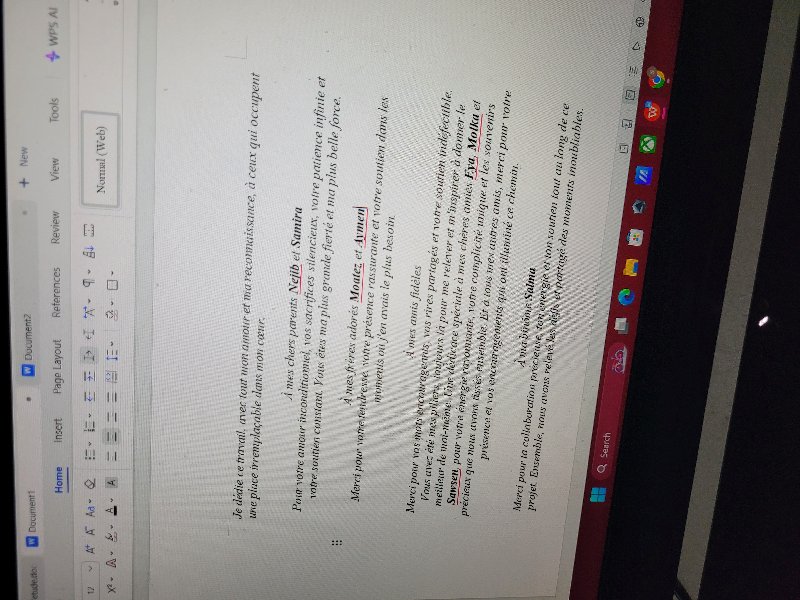 Document1
Document2
+ New
Home Insert Page Layout References Review View Tools WPS AI
12
Normal (Web)
Je dédie ce travail, avec tout mon amour et ma reconnaissance, à ceux qui occupent
une place irremplaçable dans mon cœur.
À mes chers parents Nejib et Samira
Pour votre amour inconditionnel, vos sacrifices silencieux, votre patience infinie et
votre soutien constant. Vous êtes ma plus grande fierté et ma plus belle force.
À mes frères adorés Moatez et Aymen
Merci pour votre tendresse, votre présence rassurante et votre soutien dans les
moments où j'en avais le plus besoin.
À mes amis fidèles
Merci pour vos mots encourageants, vos rires partagés et votre soutien indéfectible.
Vous avez été mes piliers, toujours là pour me relever et m'inspirer à donner le
meilleur de moi-même. Une dédicace spéciale à mes chères amies Eya, Molka et
Sawsen, pour votre énergie rayonnante, votre complicité unique et les souvenirs
précieux que nous avons tissés ensemble. Et à tous mes autres amis, merci pour votre
présence et vos encouragements qui ont illuminé ce chemin.
À ma binôme Salma
Merci pour ta collaboration précieuse, ton énergie et ton soutien tout au long de ce
projet. Ensemble, nous avons relevé les défis et partagé des moments inoubliables.
Search